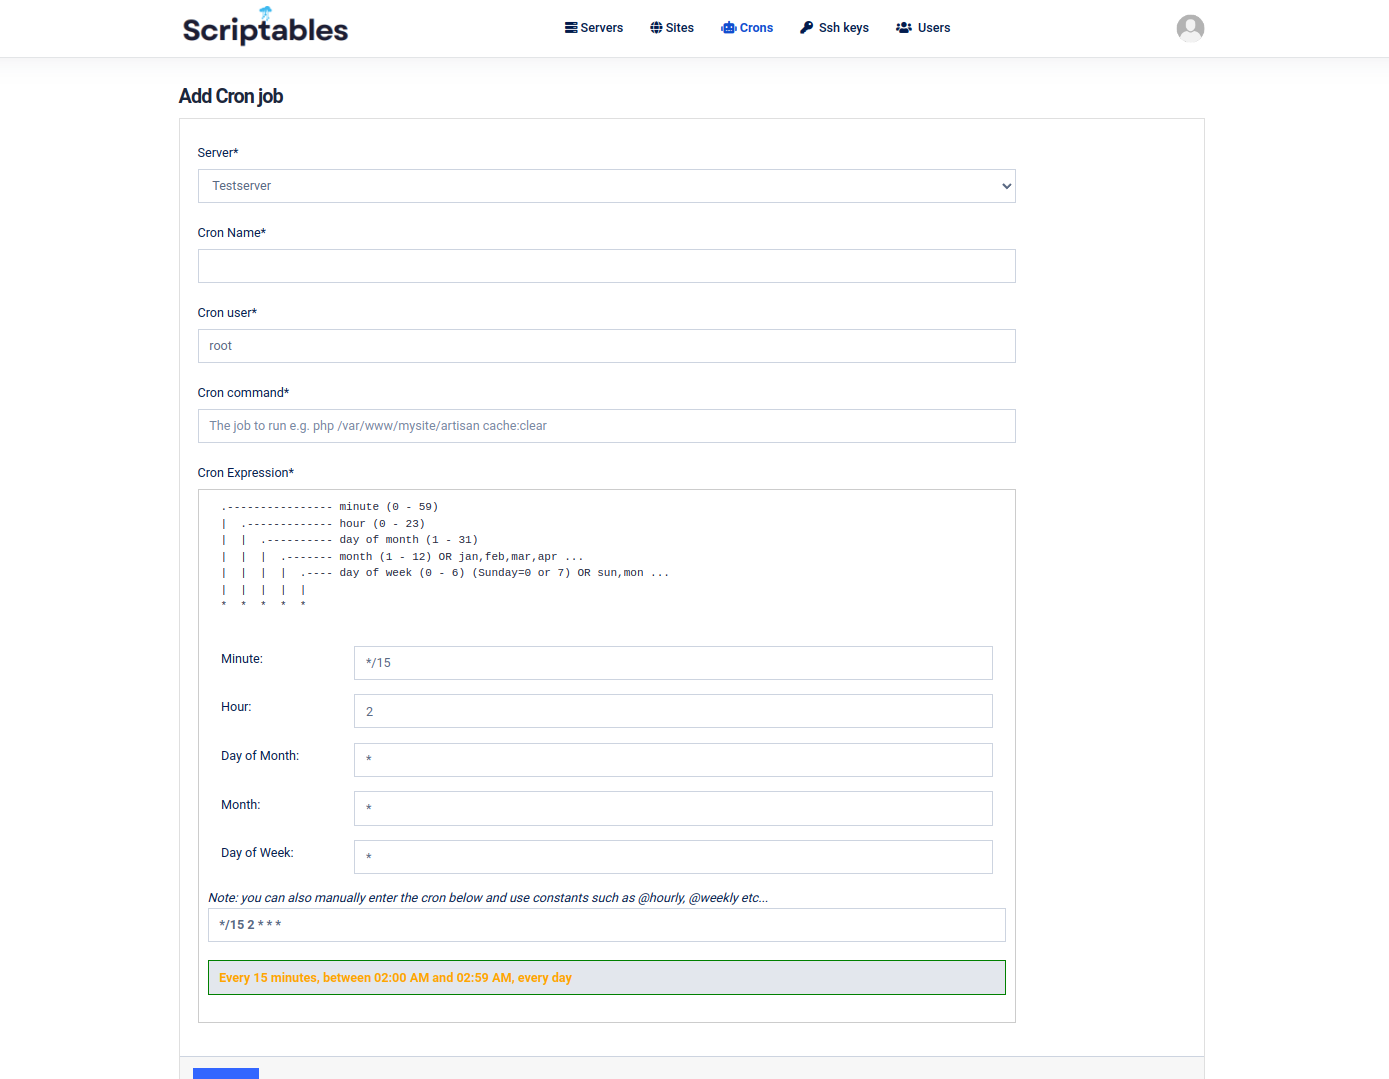 Scriptables
Servers Sites Crons Ssh keys Users
Add Cron job
Server*
Testserver
Cron Name*
Cron user*
root
Cron command*
The job to run e.g. php /var/www/mysite/artisan cache:clear
Cron Expression*
.---------------- minute (0 - 59)
|  .------------- hour (0 - 23)
|  |  .---------- day of month (1 - 31)
|  |  |  .------- month (1 - 12) OR jan,feb,mar,apr ...
|  |  |  |  .---- day of week (0 - 6) (Sunday=0 or 7) OR sun,mon ...
|  |  |  |  |
*  *  *  *  *
Minute: */15
Hour: 2
Day of Month: *
Month: *
Day of Week: *
Note: you can also manually enter the cron below and use constants such as @hourly, @weekly etc...
*/15 2 * * *
Every 15 minutes, between 02:00 AM and 02:59 AM, every day